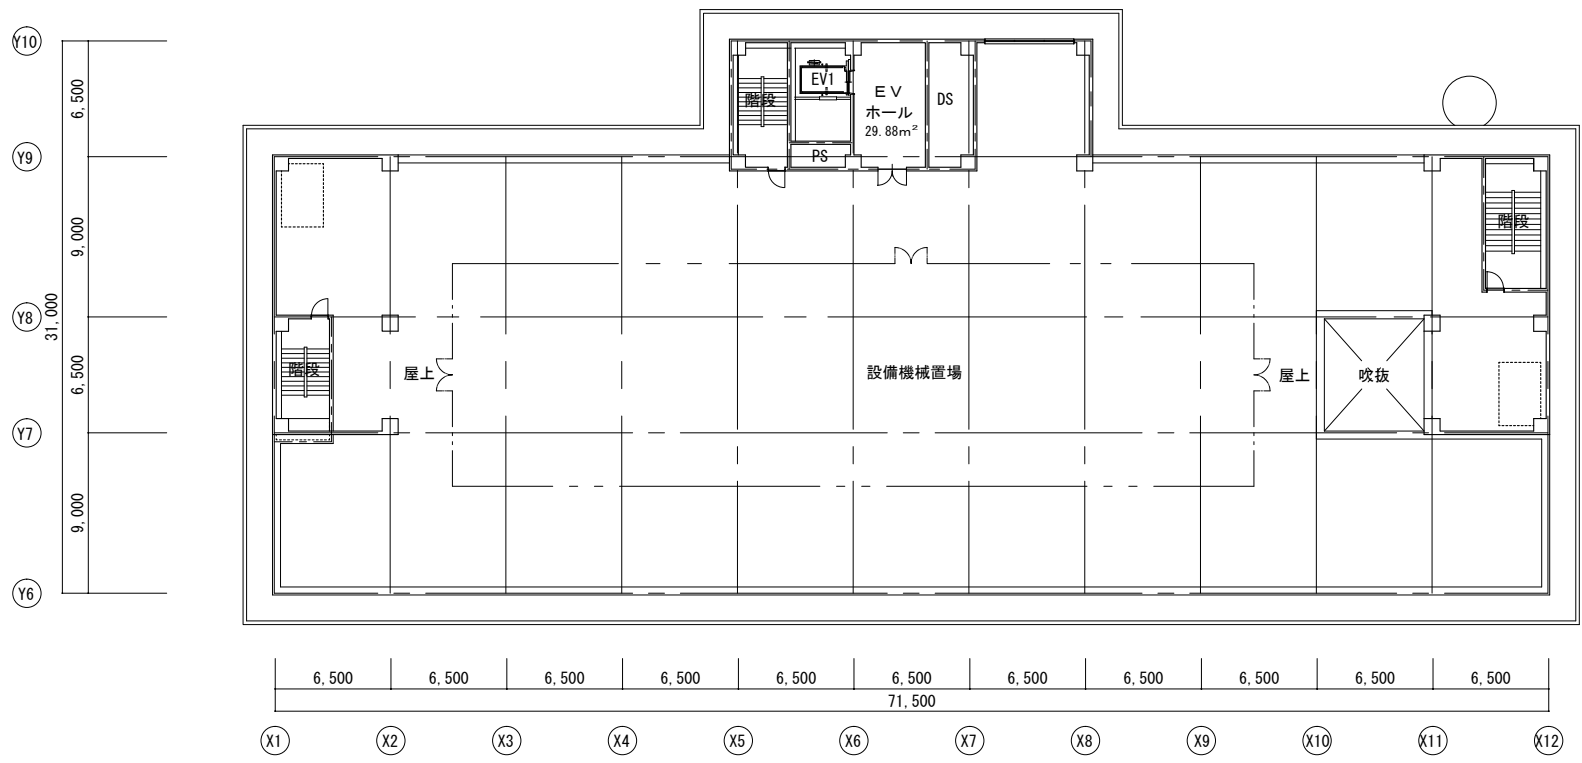 Y10
6,500
階段
EV1
EV
ホール
29.88m²
DS
PS
Y9
9,000
階段
Y8
31,000
6,500
階段
屋上
設備機械置場
屋上
吹抜
Y7
9,000
Y6
6,500 6,500 6,500 6,500 6,500 6,500 6,500 6,500 6,500 6,500 6,500
71,500
X1 X2 X3 X4 X5 X6 X7 X8 X9 X10 X11 X12